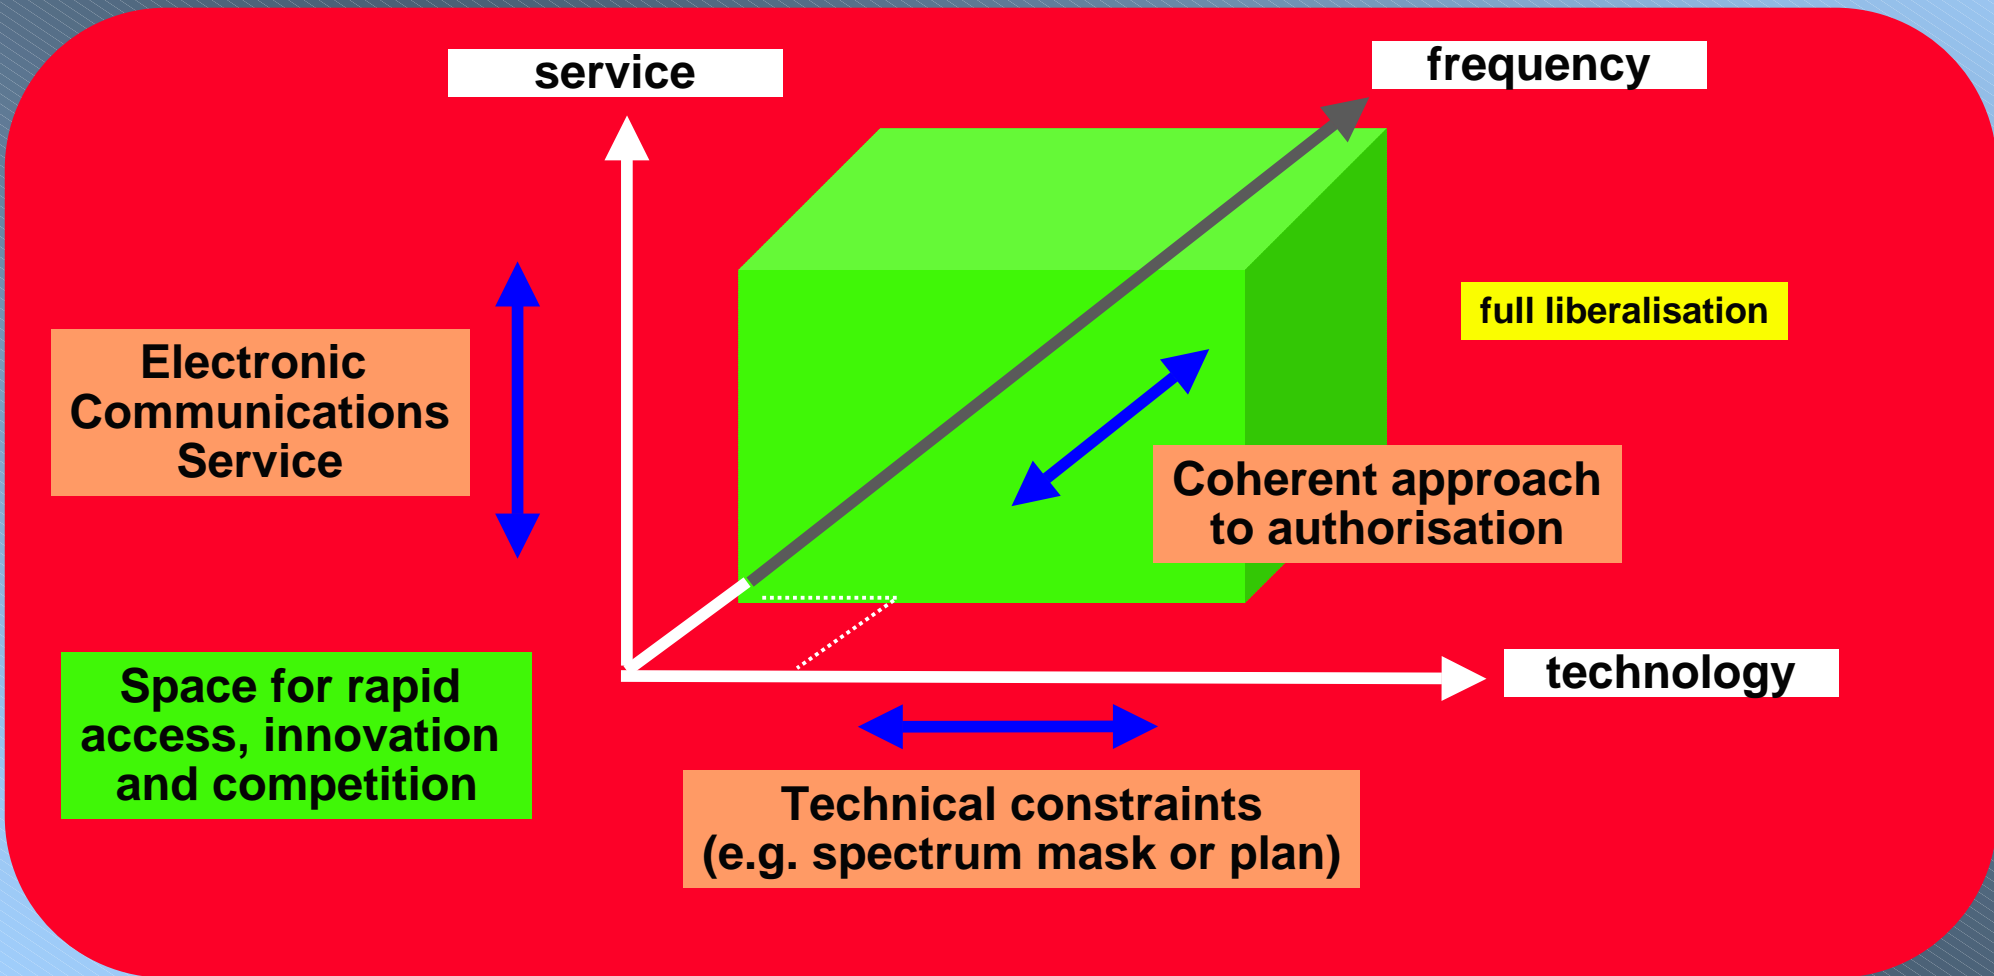 service
frequency
full liberalisation
Electronic
Communications
Service
Coherent approach
to authorisation
technology
Space for rapid
access, innovation
and competition
Technical constraints
(e.g. spectrum mask or plan)